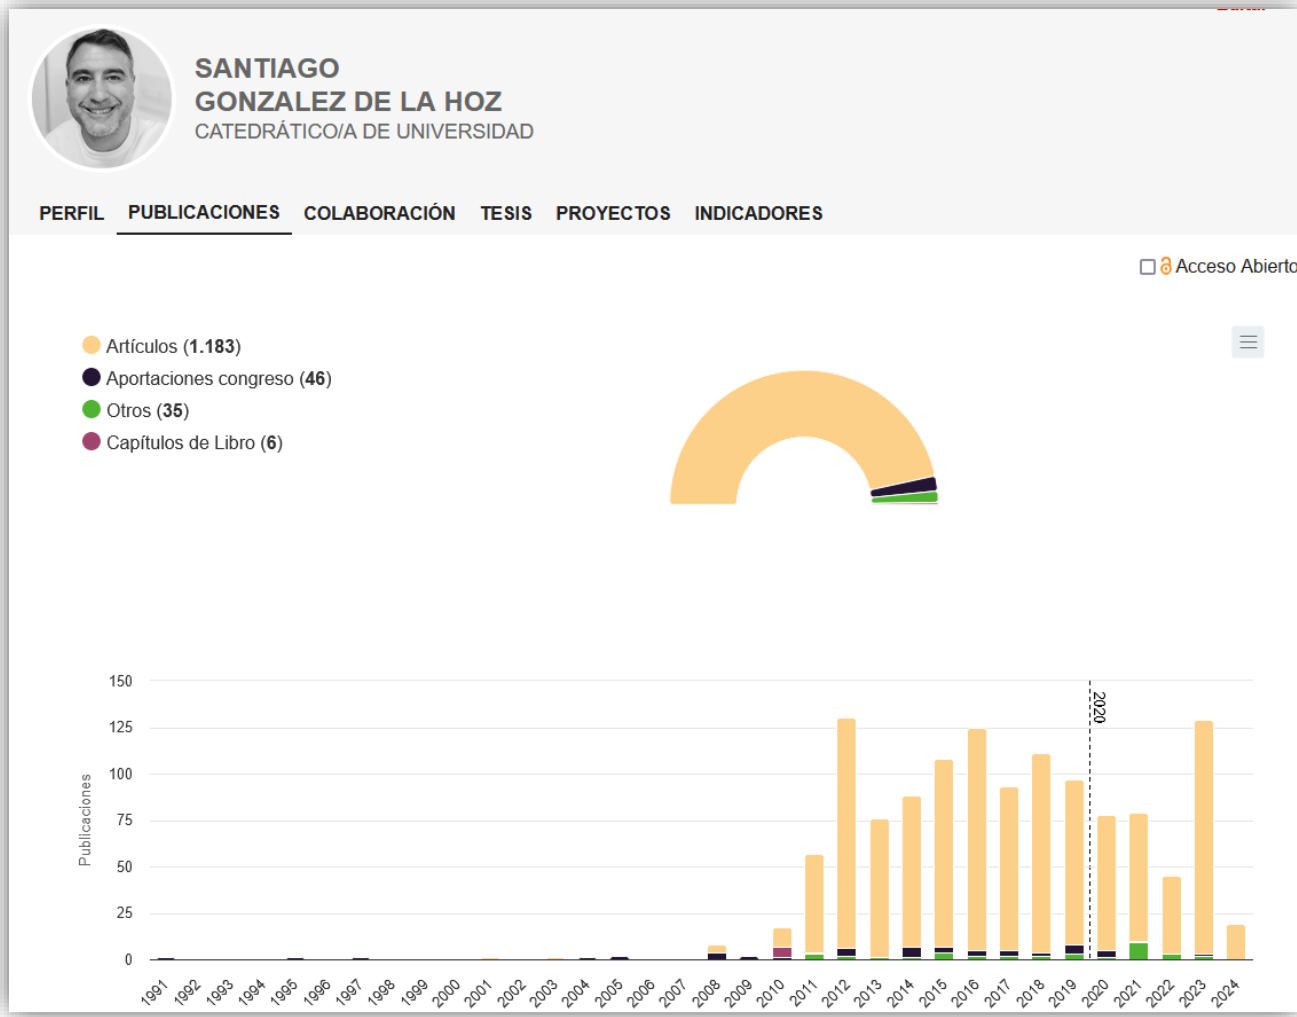 SANTIAGO
GONZALEZ DE LA HOZ
CATEDRÁTICO/A DE UNIVERSIDAD
PERFIL PUBLICACIONES COLABORACIÓN TESIS PROYECTOS INDICADORES
Acceso Abierto
Artículos (1.183)
Aportaciones congreso (46)
Otros (35)
Capítulos de Libro (6)
150
125
100
75
50
25
0
Publicaciones
2020
1991 1992 1993 1994 1995 1996 1997 1998 1999 2000 2001 2002 2003 2004 2005 2006 2007 2008 2009 2010 2011 2012 2013 2014 2015 2016 2017 2018 2019 2020 2021 2022 2023 2024